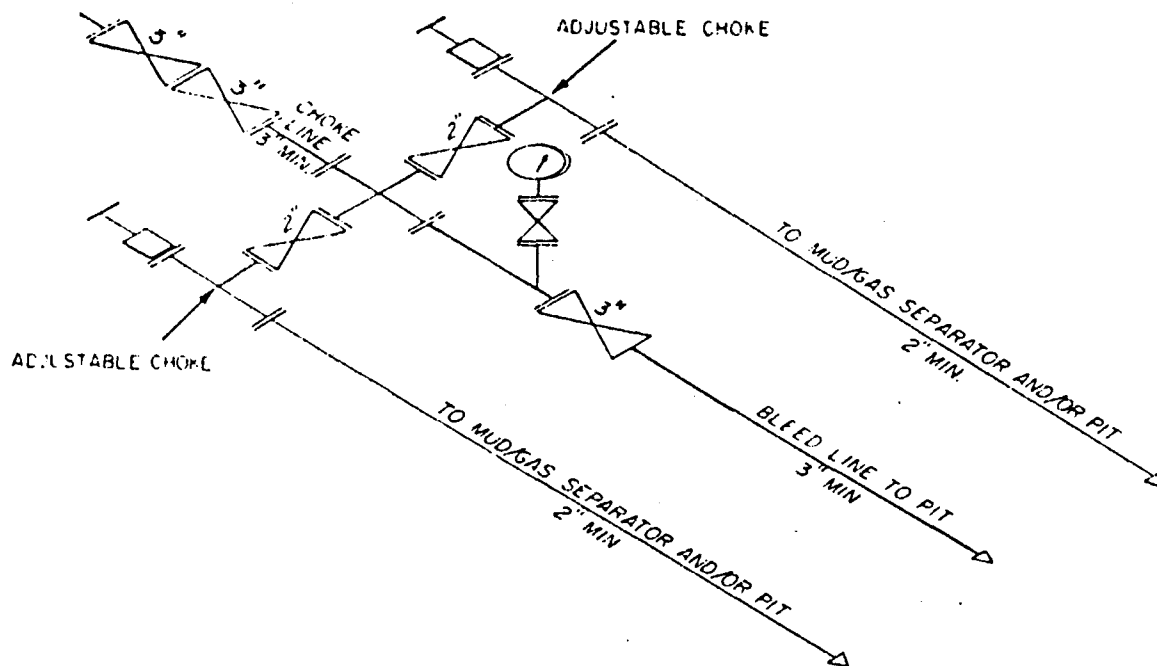 ADJUSTABLE CHOKE
3"
3"
CHOKE
LINE
3" MIN.
2"
2"
3"
ADJUSTABLE CHOKE
TO MUD/GAS SEPARATOR AND/OR PIT
2" MIN.
BLEED LINE TO PIT
3" MIN
TO MUD/GAS SEPARATOR AND/OR PIT
2" MIN